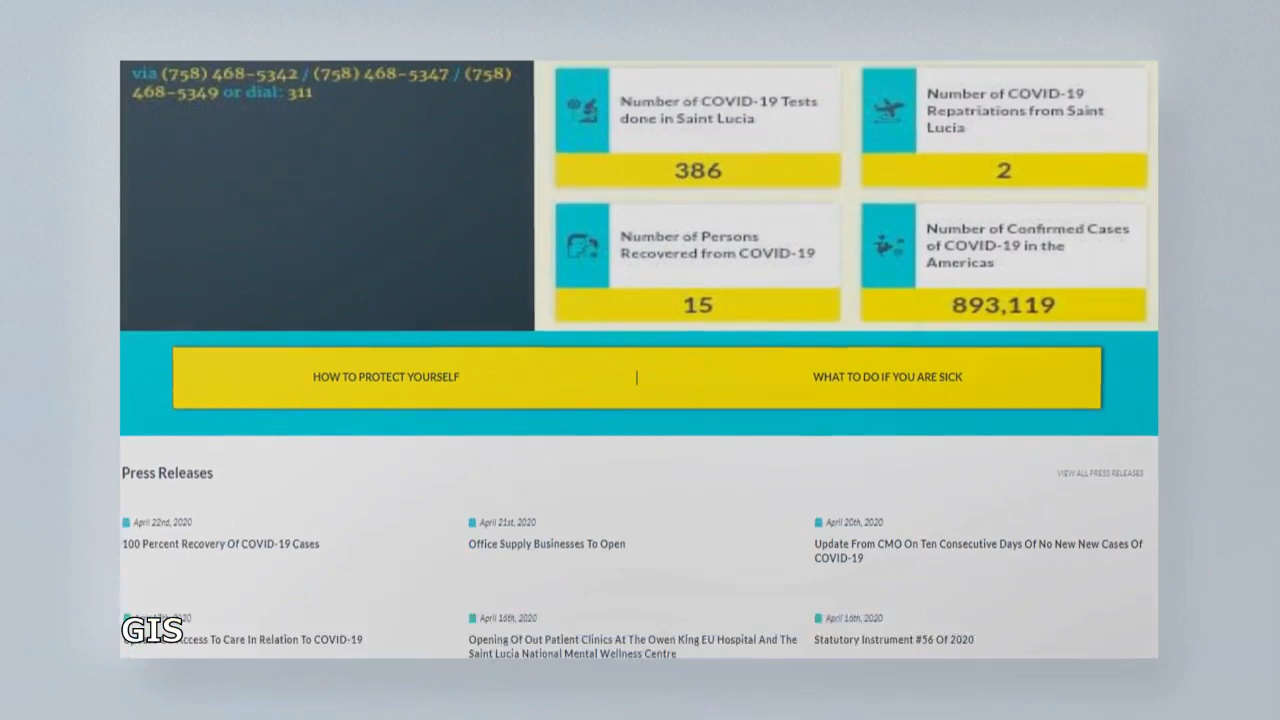 via (758) 468-5342 / (758) 468-5347 / (758)
468-5349 or dial: 311
Number of COVID-19 Tests
done in Saint Lucia
386
Number of COVID-19
Repatriations from Saint
Lucia
2
Number of Persons
Recovered from COVID-19
15
Number of Confirmed Cases
of COVID-19 in the
Americas
893,119
HOW TO PROTECT YOURSELF | WHAT TO DO IF YOU ARE SICK
Press Releases
VIEW ALL PRESS RELEASES
April 22nd, 2020
100 Percent Recovery Of COVID-19 Cases
April 21st, 2020
Office Supply Businesses To Open
April 20th, 2020
Update From CMO On Ten Consecutive Days Of No New New Cases Of
COVID-19
2020
To Care In Relation To COVID-19
April 16th, 2020
Opening Of Out Patient Clinics At The Owen King EU Hospital And The
Saint Lucia National Mental Wellness Centre
April 16th, 2020
Statutory Instrument #56 Of 2020
GIS